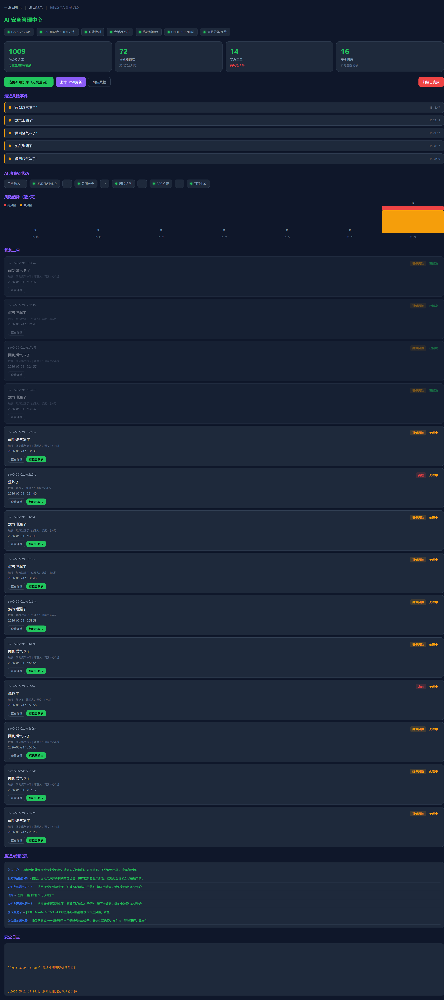 ← 返回聊天 | 退出登录 | 衡阳燃气AI客服 V3.0
AI 安全管理中心
DeepSeek API
RAG知识库 1009+72条
风险检测
会话状态机
热更新就绪
UNDERSTAND层
意图分类:在线
1009
FAQ知识库
无需重启即可更新
72
法规知识库
燃气安全规范
14
紧急工单
高风险 2 条
16
安全日志
实时监控记录
热更新知识库（无需重启）
上传Excel更新
刷新数据
归档已完成
最近风险事件
"闻到煤气味了" 15:16:47
"燃气泄漏了" 15:21:43
"闻到煤气味了" 15:21:57
"燃气泄漏了" 15:31:37
"闻到煤气味了" 15:31:39
AI 决策链状态
用户输入 → UNDERSTAND → 意图分类 → 风险识别 → RAG检索 → 回答生成
风险趋势（近7天）
高风险 中风险
14
0 0 0 0 0 0
05-18 05-19 05-20 05-21 05-22 05-23 05-24
紧急工单
EM-20260524-DB3957 疑似风险 已解决
闻到煤气味了
触发：闻到煤气味了 | 处理人：调度中心A组
2026-05-24 15:16:47
查看详情
EM-20260524-70E3F9 疑似风险 已解决
燃气泄漏了
触发：燃气泄漏了 | 处理人：调度中心A组
2026-05-24 15:21:43
查看详情
EM-20260524-ED7D57 疑似风险 已解决
闻到煤气味了
触发：闻到煤气味了 | 处理人：调度中心A组
2026-05-24 15:21:57
查看详情
EM-20260524-C1A44E 疑似风险 已解决
燃气泄漏了
触发：燃气泄漏了 | 处理人：调度中心A组
2026-05-24 15:31:37
查看详情
EM-20260524-EA2FA9 疑似风险 处理中
闻到煤气味了
触发：闻到煤气味了 | 处理人：调度中心A组
2026-05-24 15:31:39
查看详情 标记已解决
EM-20260524-A8A23D 高危 处理中
爆炸了
触发：爆炸了 | 处理人：调度中心A组
2026-05-24 15:31:40
查看详情 标记已解决
EM-20260524-F40A3D 疑似风险 处理中
燃气泄漏了
触发：燃气泄漏了 | 处理人：调度中心A组
2026-05-24 15:32:41
查看详情 标记已解决
EM-20260524-3B7FA3 疑似风险 处理中
燃气泄漏了
触发：燃气泄漏了 | 处理人：调度中心A组
2026-05-24 15:35:40
查看详情 标记已解决
EM-20260524-45243A 疑似风险 处理中
燃气泄漏了
触发：燃气泄漏了 | 处理人：调度中心A组
2026-05-24 15:58:53
查看详情 标记已解决
EM-20260524-B42020 疑似风险 处理中
闻到煤气味了
触发：闻到煤气味了 | 处理人：调度中心A组
2026-05-24 15:58:54
查看详情 标记已解决
EM-20260524-235A5D 高危 处理中
爆炸了
触发：爆炸了 | 处理人：调度中心A组
2026-05-24 15:58:56
查看详情 标记已解决
EM-20260524-F3E6BA 疑似风险 处理中
闻到煤气味了
触发：闻到煤气味了 | 处理人：调度中心A组
2026-05-24 15:58:57
查看详情 标记已解决
EM-20260524-704A2E 疑似风险 处理中
闻到煤气味了
触发：闻到煤气味了 | 处理人：调度中心A组
2026-05-24 17:15:17
查看详情 标记已解决
EM-20260524-7BDB26 疑似风险 处理中
闻到煤气味了
触发：闻到煤气味了 | 处理人：调度中心A组
2026-05-24 17:28:20
查看详情 标记已解决
最近对话记录
怎么开户 → 检测到可能存在燃气安全风险，请立即关闭阀门、开窗通风、不要使用电器，并远离现场。
我又不是国外的 → 抱歉，国内用户开户请携带身份证、房产证到营业厅办理，或通过微信公众号在线申请。
如何办理燃气开户？ → 携带身份证到营业厅（石鼓区明翰路31号等），填写申请表，缴纳安装费1800元/户
你好 → 您好，请问有什么可以帮您？
如何办理燃气开户？ → 携带身份证到营业厅（石鼓区明翰路31号等），填写申请表，缴纳安装费1800元/户
燃气泄漏了 → [工单 EM-20260524-3B7FA3] 检测到可能存在燃气安全风险，请立
怎么缴纳燃气费 → 物联网表或户外机械表用户可通过微信公众号、微信生活缴费、支付宝、建设银行、翼支付
安全日志
[[2026-05-24 17:28:2] 系统检测到疑似风险事件
[[2026-05-24 17:15:1] 系统检测到疑似风险事件